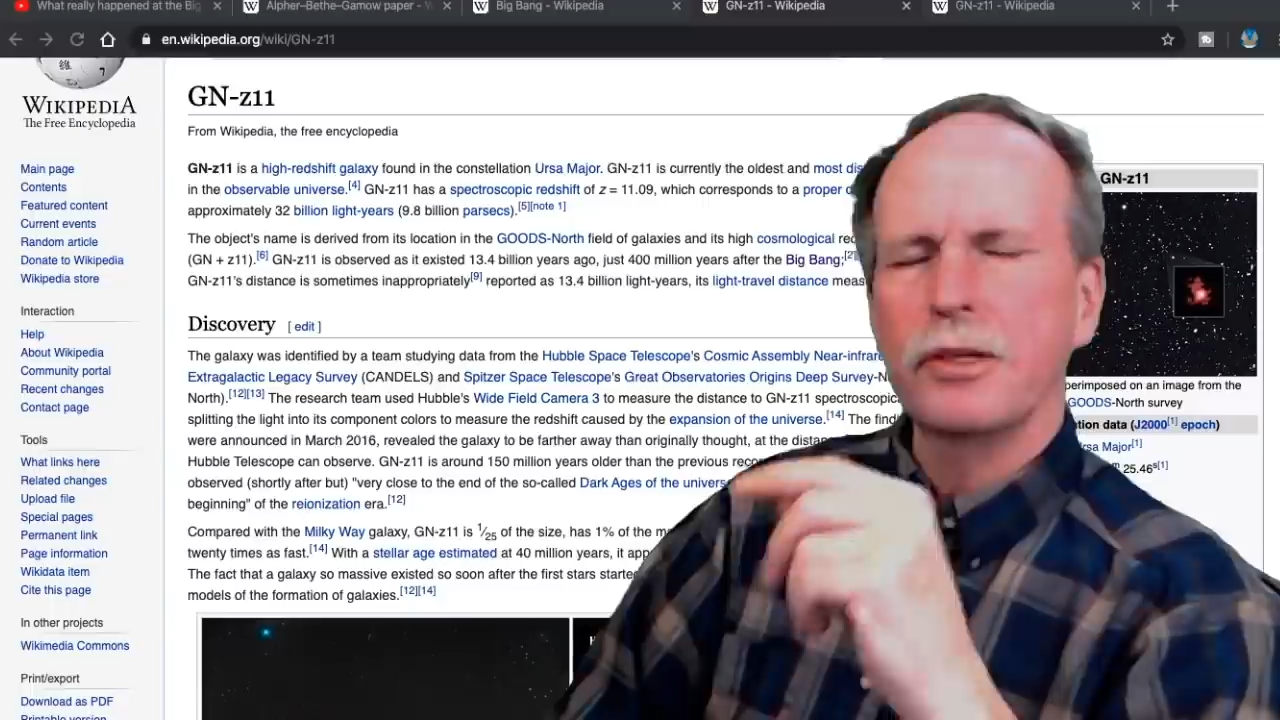 What really happened at the Big
Alpher–Bethe–Gamow paper - W
Big Bang - Wikipedia
GN-z11 - Wikipedia
GN-z11 - Wikipedia
en.wikipedia.org/wiki/GN-z11
WIKIPEDIA
The Free Encyclopedia
Main page
Contents
Featured content
Current events
Random article
Donate to Wikipedia
Wikipedia store
Interaction
Help
About Wikipedia
Community portal
Recent changes
Contact page
Tools
What links here
Related changes
Upload file
Special pages
Permanent link
Page information
Wikidata item
Cite this page
In other projects
Wikimedia Commons
Print/export
Download as PDF
Printable version
GN-z11
From Wikipedia, the free encyclopedia
GN-z11 is a high-redshift galaxy found in the constellation Ursa Major. GN-z11 is currently the oldest and most dis
in the observable universe.[4] GN-z11 has a spectroscopic redshift of z = 11.09, which corresponds to a proper d
approximately 32 billion light-years (9.8 billion parsecs).[5][note 1]
The object's name is derived from its location in the GOODS-North field of galaxies and its high cosmological red
(GN + z11).[6] GN-z11 is observed as it existed 13.4 billion years ago, just 400 million years after the Big Bang;[2]
GN-z11's distance is sometimes inappropriately[9] reported as 13.4 billion light-years, its light-travel distance meas
Discovery [ edit ]
The galaxy was identified by a team studying data from the Hubble Space Telescope's Cosmic Assembly Near-infrare
Extragalactic Legacy Survey (CANDELS) and Spitzer Space Telescope's Great Observatories Origins Deep Survey-N
North).[12][13] The research team used Hubble's Wide Field Camera 3 to measure the distance to GN-z11 spectroscopica
splitting the light into its component colors to measure the redshift caused by the expansion of the universe.[14] The find
were announced in March 2016, revealed the galaxy to be farther away than originally thought, at the distan
Hubble Telescope can observe. GN-z11 is around 150 million years older than the previous reco
observed (shortly after but) "very close to the end of the so-called Dark Ages of the univers
beginning" of the reionization era.[12]
Compared with the Milky Way galaxy, GN-z11 is 1⁄25 of the size, has 1% of the m
twenty times as fast.[14] With a stellar age estimated at 40 million years, it app
The fact that a galaxy so massive existed so soon after the first stars starte
models of the formation of galaxies.[12][14]
GN-z11
perimposed on an image from the
GOODS-North survey
tion data (J2000[1] epoch)
rsa Major[1]
m 25.46s[1]